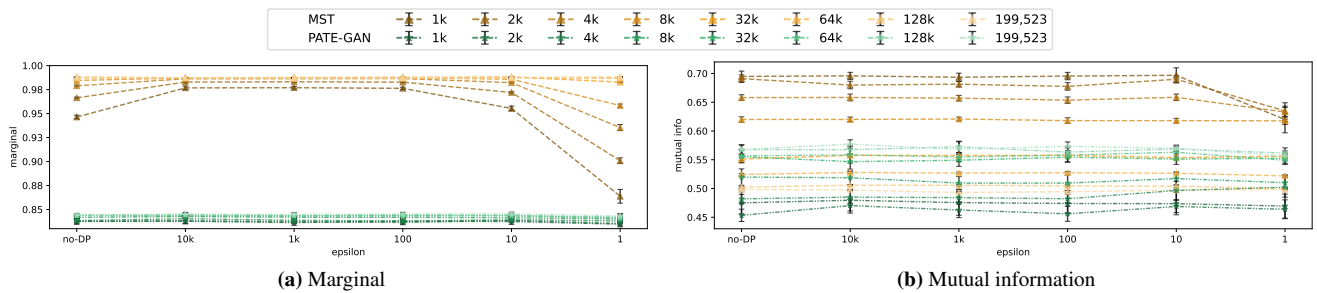 MST 1k 2k 4k 8k 32k 64k 128k 199,523
PATE-GAN 1k 2k 4k 8k 32k 64k 128k 199,523
1.00
0.98
0.95
0.93
0.90
0.88
0.85
marginal
no-DP 10k 1k 100 10 1
epsilon
(a) Marginal
0.70
0.65
0.60
0.55
0.50
0.45
mutual info
no-DP 10k 1k 100 10 1
epsilon
(b) Mutual information